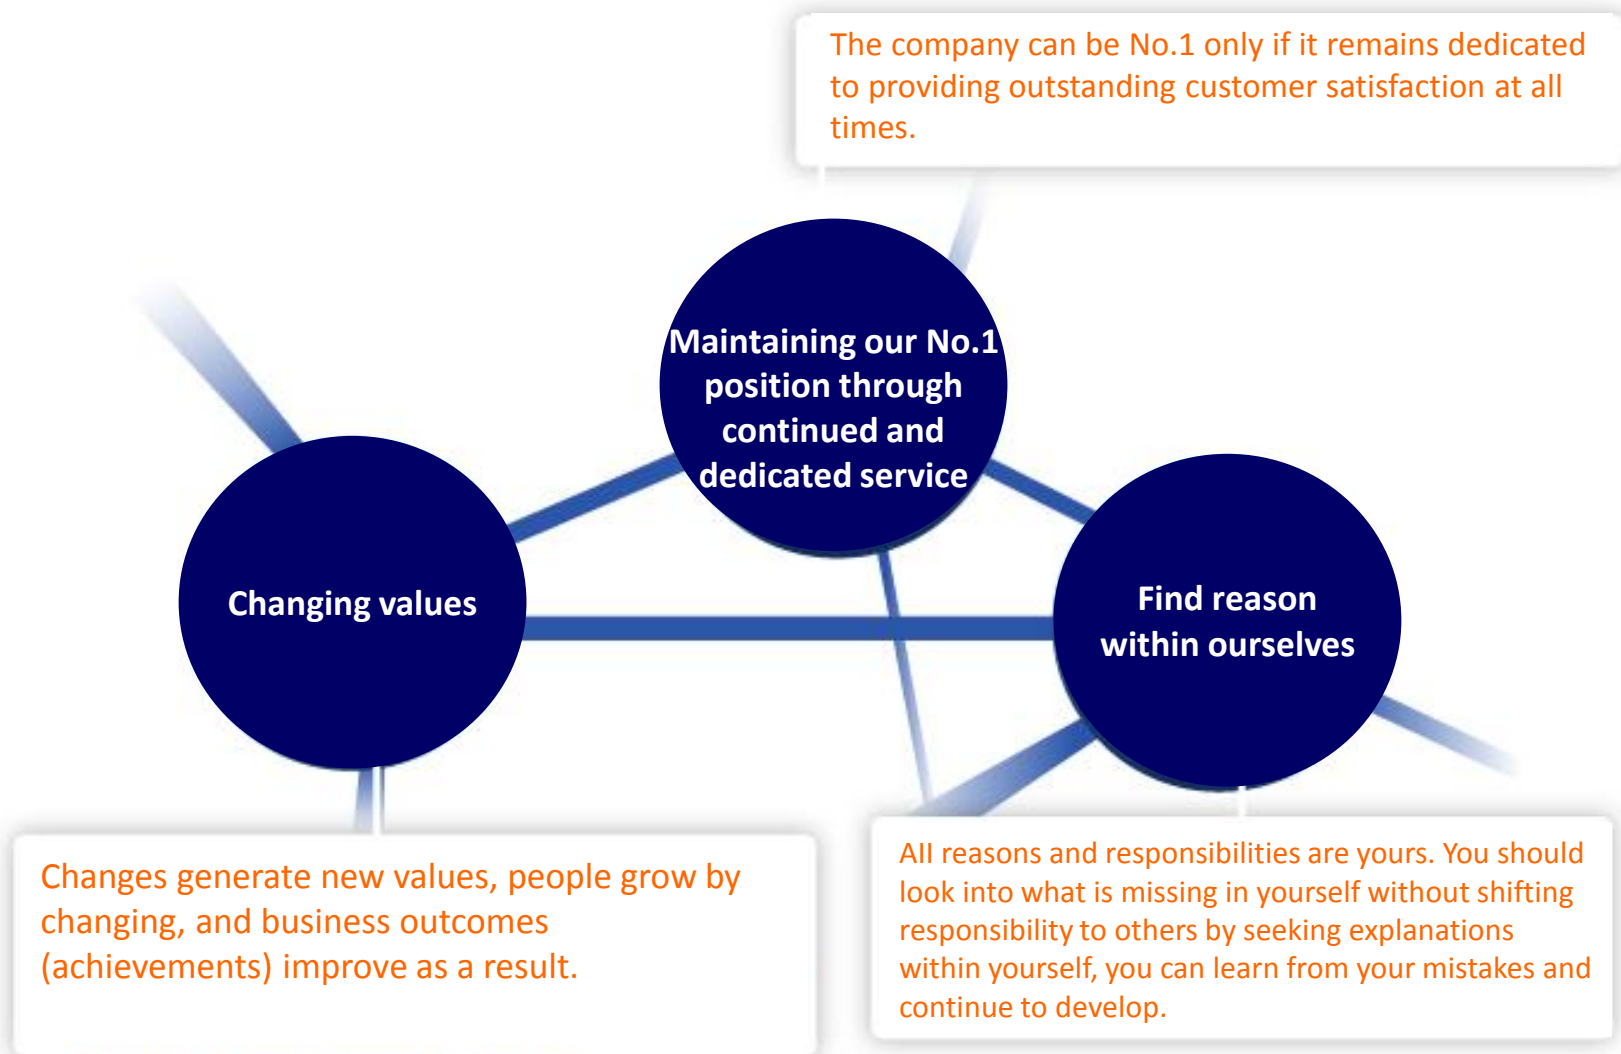 The company can be No.1 only if it remains dedicated
to providing outstanding customer satisfaction at all
times.
Maintaining our No.1
position through
continued and
dedicated service
Changing values
Find reason
within ourselves
Changes generate new values, people grow by
changing, and business outcomes
(achievements) improve as a result.
All reasons and responsibilities are yours. You should
look into what is missing in yourself without shifting
responsibility to others by seeking explanations
within yourself, you can learn from your mistakes and
continue to develop.